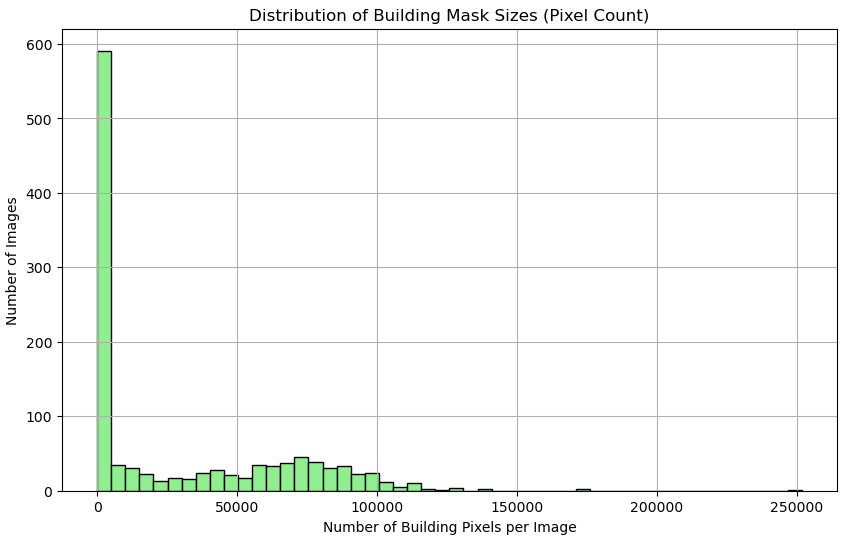 Distribution of Building Mask Sizes (Pixel Count)
600
500
400
300
200
100
0
Number of Images
0 50000 100000 150000 200000 250000
Number of Building Pixels per Image